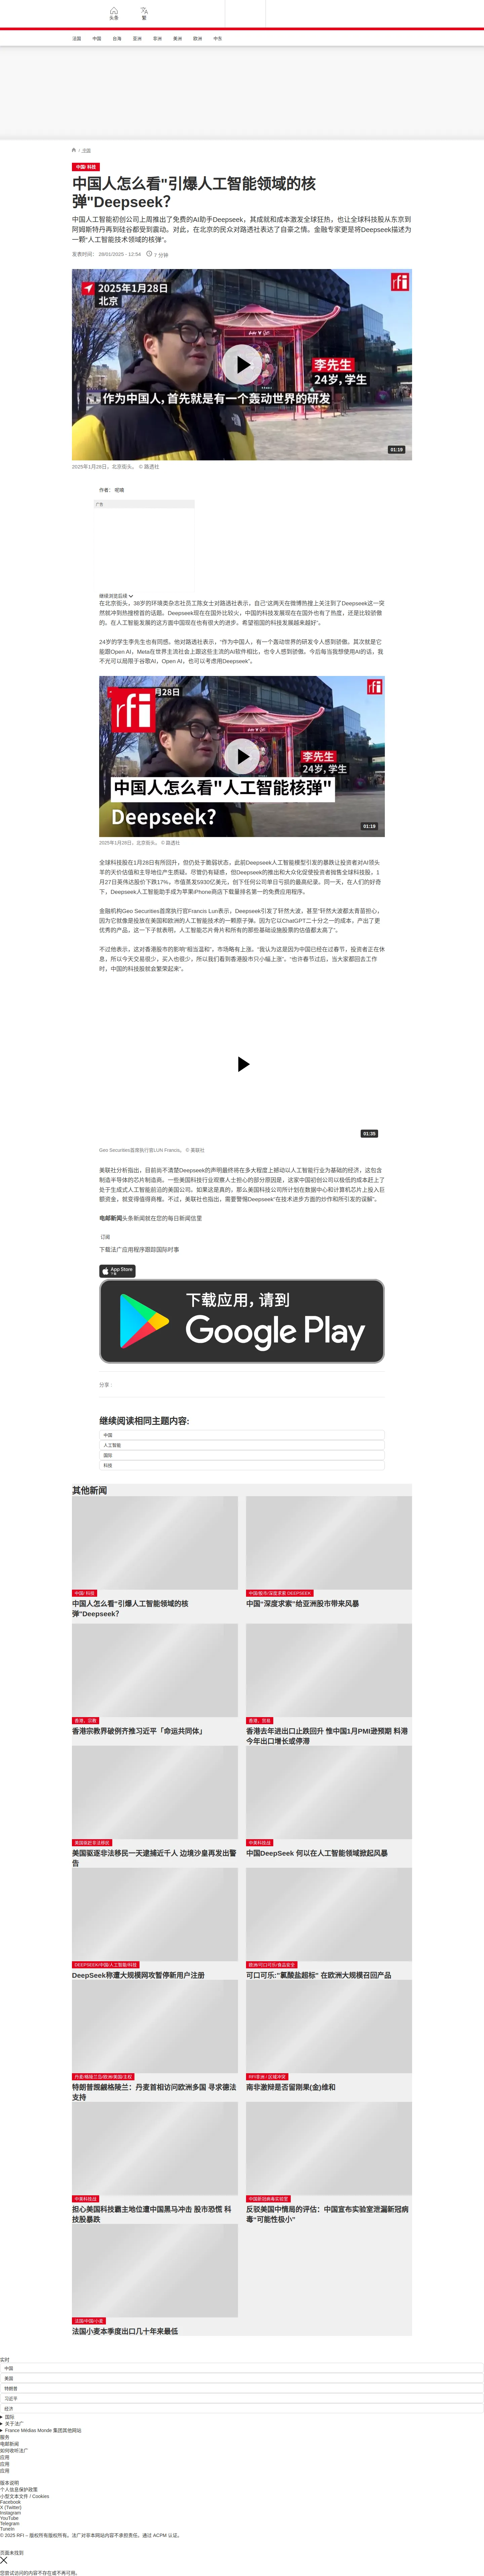 头条
繁
法国
中国
台海
亚洲
非洲
美洲
欧洲
中东
/ 中国
中国/ 科技
中国人怎么看"引爆人工智能领域的核
弹"Deepseek?
中国人工智能初创公司上周推出了免费的AI助手Deepseek，其成就和成本激发全球狂热，也让全球科技股从东京到
阿姆斯特丹再到硅谷都受到震动。对此，在北京的民众对路透社表达了自豪之情。金融专家更是将Deepseek描述为
一颗“人工智能技术领域的核弹”。
发表时间： 28/01/2025 - 12:54
7 分钟
2025年1月28日
北京
李先生
24岁,学生
作为中国人,首先就是有一个轰动世界的研发
01:19
2025年1月28日，北京街头。 © 路透社
作者： 呢喃
广告
继续浏览后续
在北京街头，38岁的环境类杂志社员工陈女士对路透社表示，自己“这两天在微博热搜上关注到了Deepseek这一突
然就冲到热搜榜首的话题。Deepseek现在在国外比较火，中国的科技发展现在在国外也有了热度，还是比较骄傲
的。在人工智能发展的这方面中国现在也有很大的进步，希望祖国的科技发展越来越好”。
24岁的学生李先生也有同感。他对路透社表示，“作为中国人，有一个轰动世界的研发令人感到骄傲。其次就是它
能跟Open AI，Meta在世界主流社会上跟这些主流的AI软件相比，也令人感到骄傲。今后每当我想使用AI的话，我
不光可以局限于谷歌AI，Open AI，也可以考虑用Deepseek”。
月28日
rfi
李先生
24岁,学生
中国人怎么看"人工智能核弹"
Deepseek?
01:19
2025年1月28日，北京街头。 © 路透社
全球科技股在1月28日有所回升，但仍处于脆弱状态。此前Deepseek人工智能模型引发的暴跌让投资者对AI领头
羊的天价估值和主导地位产生质疑。尽管仍有疑惑，但Deepseek的推出和大众化促使投资者抛售全球科技股，1
月27日英伟达股价下跌17%，市值蒸发5930亿美元，创下任何公司单日亏损的最高纪录。同一天，在人们的好奇
下，Deepseek人工智能助手成为苹果iPhone商店下载量排名第一的免费应用程序。
金融机构Geo Securities首席执行官Francis Lun表示，Deepseek引发了轩然大波，甚至“轩然大波都太青苗担心，
因为它就像是投放在美国和欧洲的人工智能技术的一颗原子弹。因为它以ChatGPT二十分之一的成本，产出了更
优秀的产品。这一下子就表明，人工智能芯片骨片和所有的那些基础设施股票的估值都太高了”。
不过他表示，这对香港股市的影响“相当温和”，市场略有上涨。“我认为这是因为中国已经在过春节，投资者正在休
息，所以今天交易很少，买入也很少，所以我们看到香港股市只小幅上涨”。“也许春节过后，当大家都回去工作
时，中国的科技股就会繁荣起来”。
01:35
Geo Securities首席执行官LUN Francis。 © 美联社
美联社分析指出，目前尚不清楚Deepseek的声明最终将在多大程度上撼动以人工智能行业为基础的经济，这包含
制造半导体的芯片制造商。一些美国科技行业观察人士担心的部分原因是，这家中国初创公司以极低的成本赶上了
处于生成式人工智能前沿的美国公司。如果这是真的，那么美国科技公司所计划在数据中心和计算机芯片上投入巨
额资金，就变得值得商榷。不过，美联社也指出，需要警惕Deepseek“在技术进步方面的炒作和所引发的误解”。
电邮新闻头条新闻就在您的每日新闻信里
订阅
下载法广应用程序跟踪国际时事
App Store
下载应用,请到
Google Play
分享 :
继续阅读相同主题内容:
中国
人工智能
国际
科技
其他新闻
中国/ 科技
中国人怎么看"引爆人工智能领域的核
弹"Deepseek?
中国/股市/深度求索 DEEPSEEK
中国"深度求索"给亚洲股市带来风暴
香港，宗教
香港宗教界破例齐推习近平「命运共同体」
香港，贸易
香港去年进出口止跌回升 惟中国1月PMI逊预期 料港
今年出口增长或停滞
美国驱赶非法移民
美国驱逐非法移民一天逮捕近千人 边境沙皇再发出警
告
中美科技战
中国DeepSeek 何以在人工智能领域掀起风暴
DEEPSEEK/中国/人工智能/科技
DeepSeek称遭大规模网攻暂停新用户注册
欧洲/可口可乐/食品安全
可口可乐:"氯酸盐超标" 在欧洲大规模召回产品
丹麦/格陵兰岛/欧洲/美国/主权
特朗普觊觎格陵兰：丹麦首相访问欧洲多国 寻求德法
支持
RFI非洲 / 区域冲突
南非激辩是否留刚果(金)维和
中美科技战
担心美国科技霸主地位遭中国黑马冲击 股市恐慌 科
技股暴跌
中国新冠病毒实验室
反驳美国中情局的评估：中国宣布实验室泄漏新冠病
毒“可能性极小”
法国/中国/小麦
法国小麦本季度出口几十年来最低
实时
中国
美国
特朗普
习近平
经济
国际
关于法广
France Médias Monde 集团其他网站
服务
电邮新闻
如何收听法广
应用
应用
应用
版本说明
个人信息保护政策
小型文本文件 / Cookies
Facebook
X (Twitter)
Instagram
YouTube
Telegram
TuneIn
© 2025 RFI – 版权所有版权所有。法广对非本网站内容不承担责任。通过 ACPM 认证。
页面未找到
您尝试访问的内容不存在或不再可用。